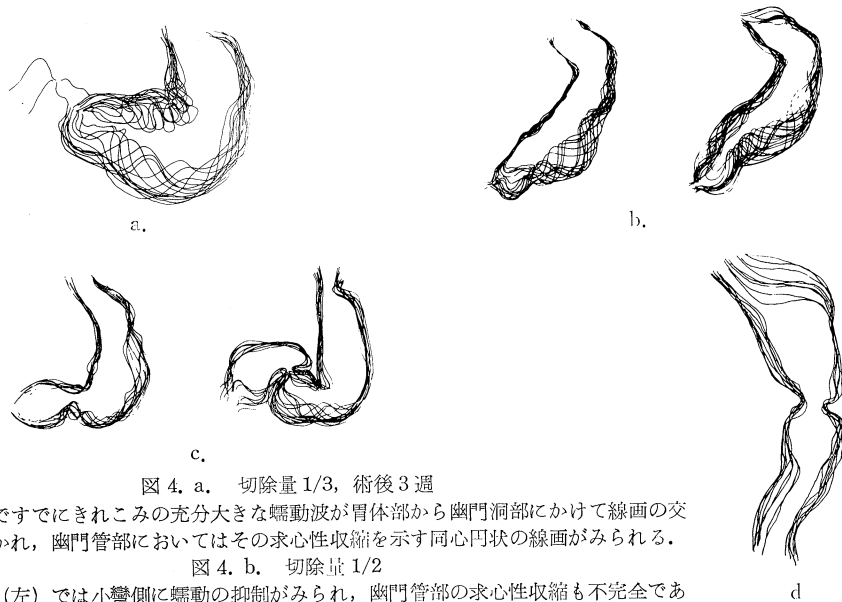 a.
b.
c.
図 4. a. 切除量 1/3, 術後 3 週
ですでにきれこみの充分大きな蠕動波が胃体部から幽門洞部にかけて線画の交
かれ, 幽門管部においてはその求心性収縮を示す同心円状の線画がみられる.
図 4. b. 切除量 1/2
(左) では小彎側に蠕動の抑制がみられ, 幽門管部の求心性収縮も不完全であ
d